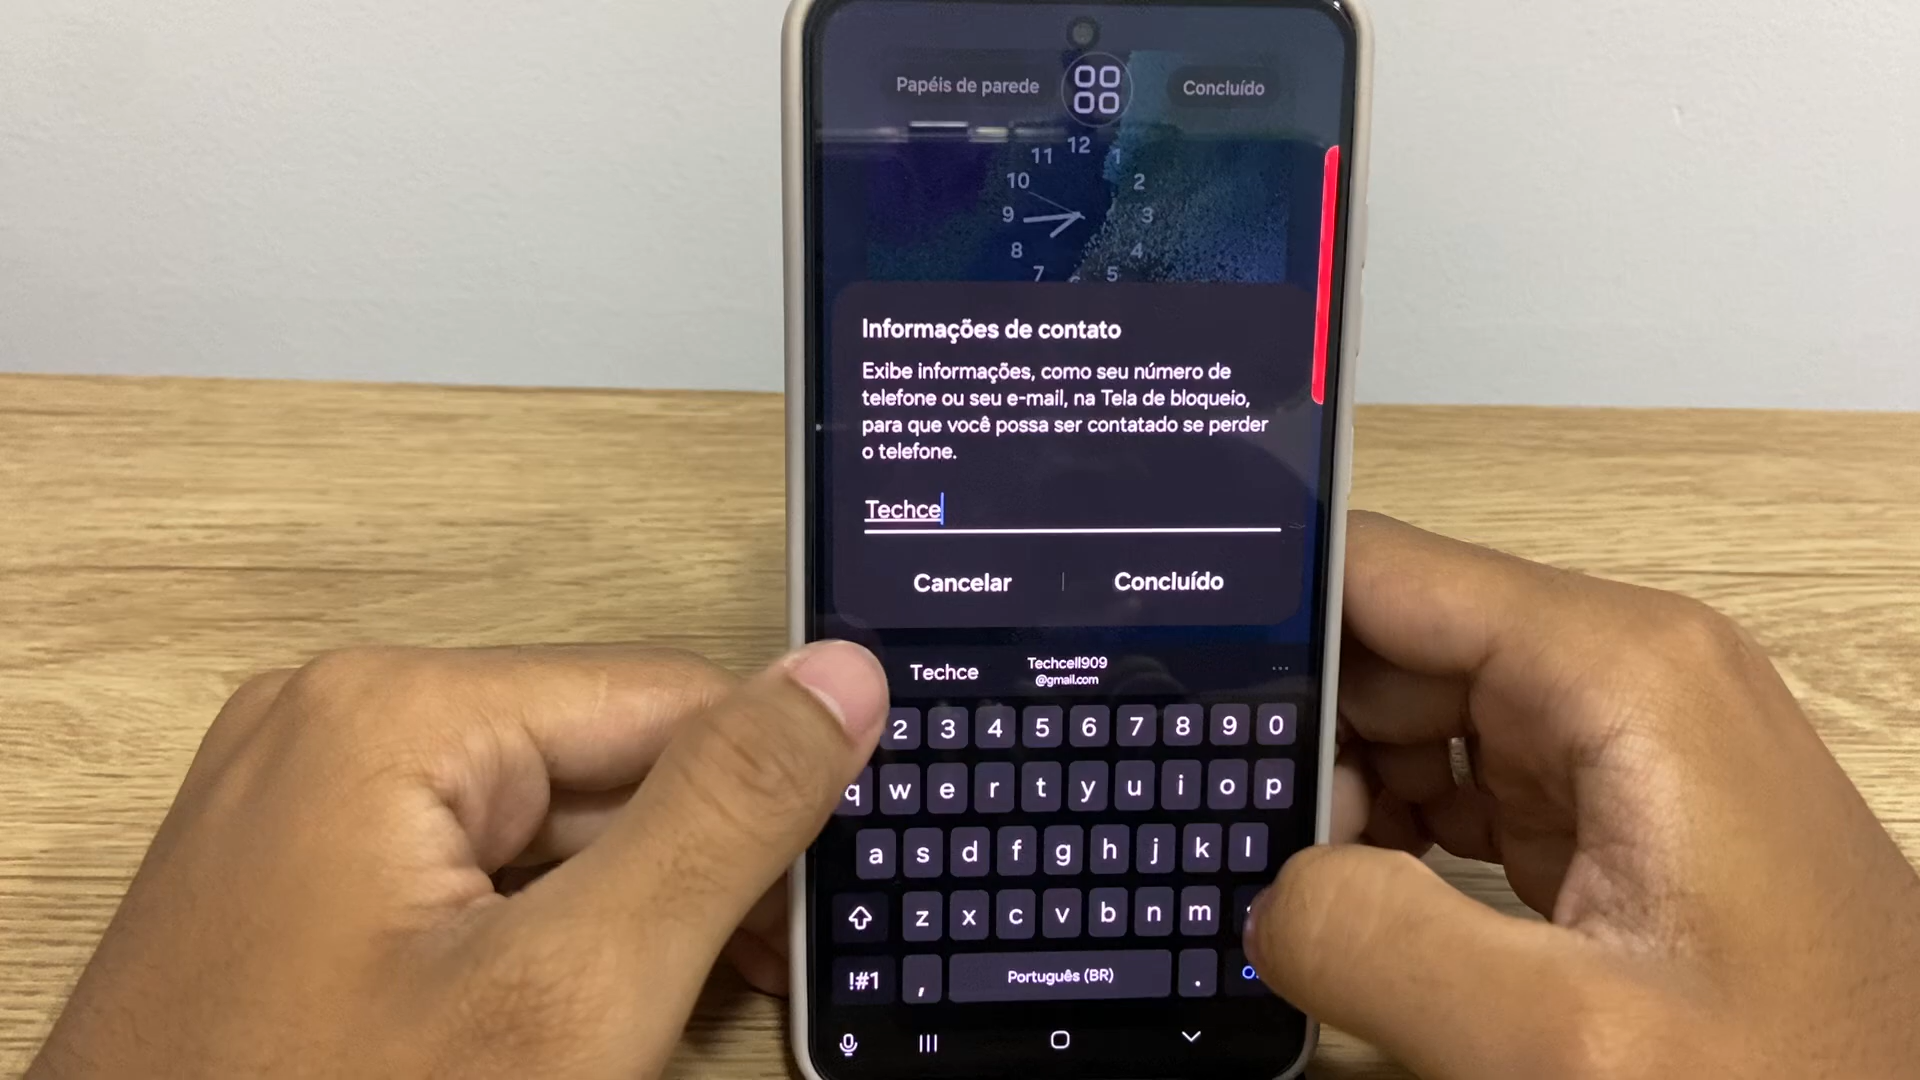 Papéis de parede
Concluído
12
11 1
10 2
9 3
8 4
7 5
Informações de contato
Exibe informações, como seu número de
telefone ou seu e-mail, na Tela de bloqueio,
para que você possa ser contatado se perder
o telefone.
Techce
Cancelar | Concluído
Techce
Techcell909
@gmail.com
2 3 4 5 6 7 8 9 0
q w e r t y u i o p
a s d f g h j k l
z x c v b n m
!#1 , Português (BR) .